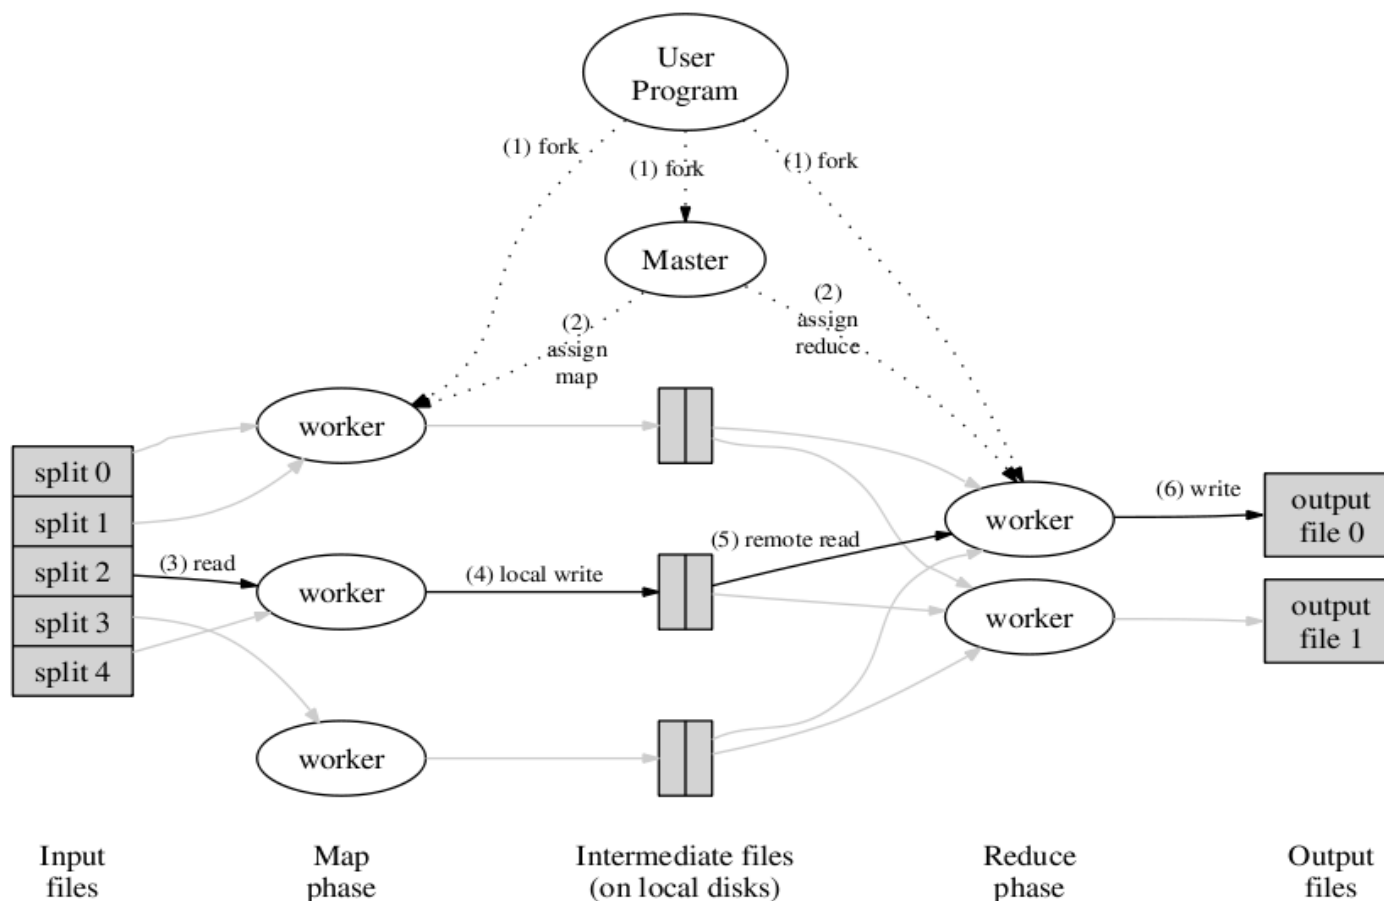 User
Program
(1) fork
(1) fork
(1) fork
Master
(2)
assign
map
(2)
assign
reduce
split 0
split 1
split 2
split 3
split 4
(3) read
worker
worker
worker
(4) local write
(5) remote read
worker
worker
(6) write
output
file 0
output
file 1
Input
files
Map
phase
Intermediate files
(on local disks)
Reduce
phase
Output
files